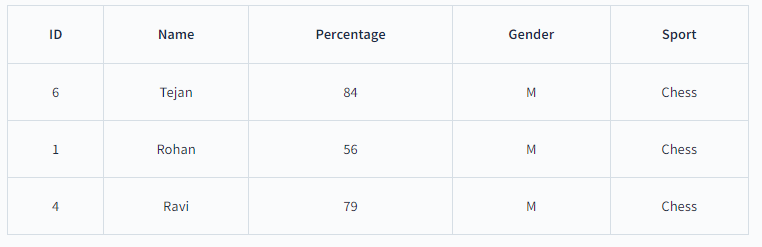 ID Name Percentage Gender Sport
6 Tejan 84 M Chess
1 Rohan 56 M Chess
4 Ravi 79 M Chess